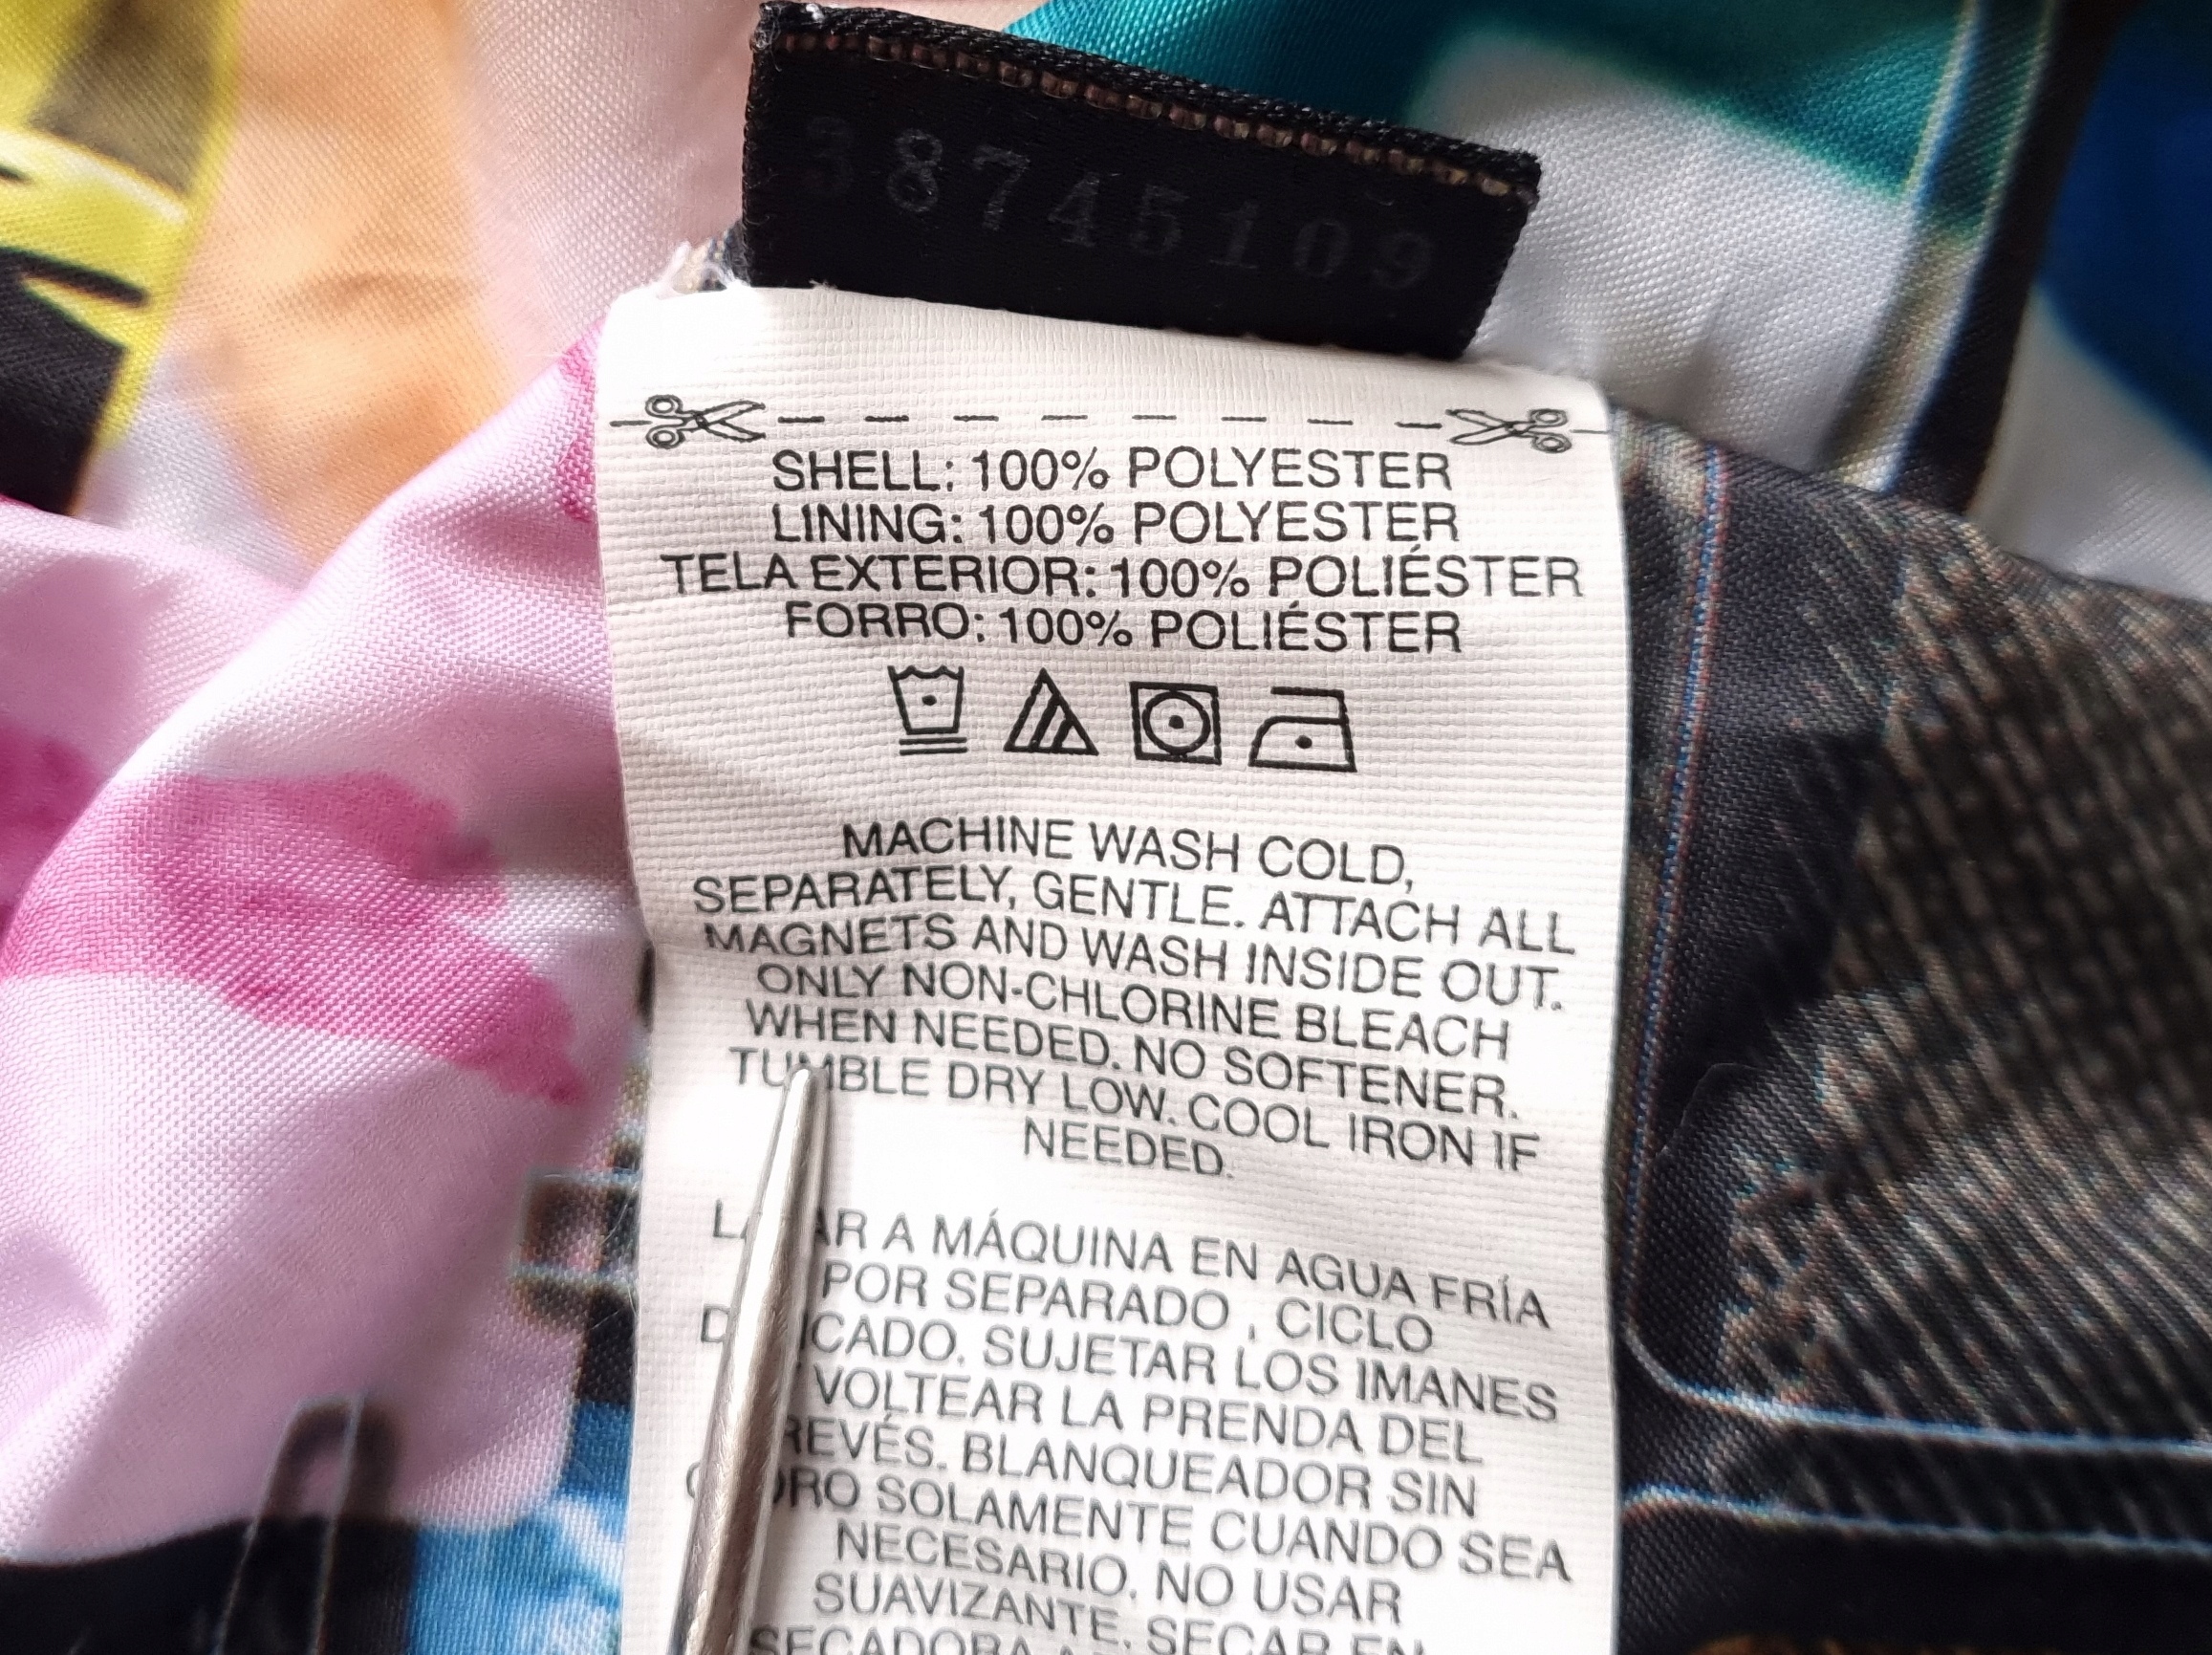 38745109
SHELL: 100% POLYESTER
LINING: 100% POLYESTER
TELA EXTERIOR: 100% POLIÉSTER
FORRO: 100% POLIÉSTER
MACHINE WASH COLD,
SEPARATELY, GENTLE. ATTACH ALL
MAGNETS AND WASH INSIDE OUT.
ONLY NON-CHLORINE BLEACH
WHEN NEEDED. NO SOFTENER.
TUMBLE DRY LOW. COOL IRON IF
NEEDED.
A MÁQUINA EN AGUA FRÍA
POR SEPARADO , CICLO
SUJETAR LOS IMANES
VOLTEAR LA PRENDA DEL
REVÉS. BLANQUEADOR SIN
SOLAMENTE CUANDO SEA
NECESARIO. NO USAR
SUAVIZANTE. SECAR EN
SECADORA